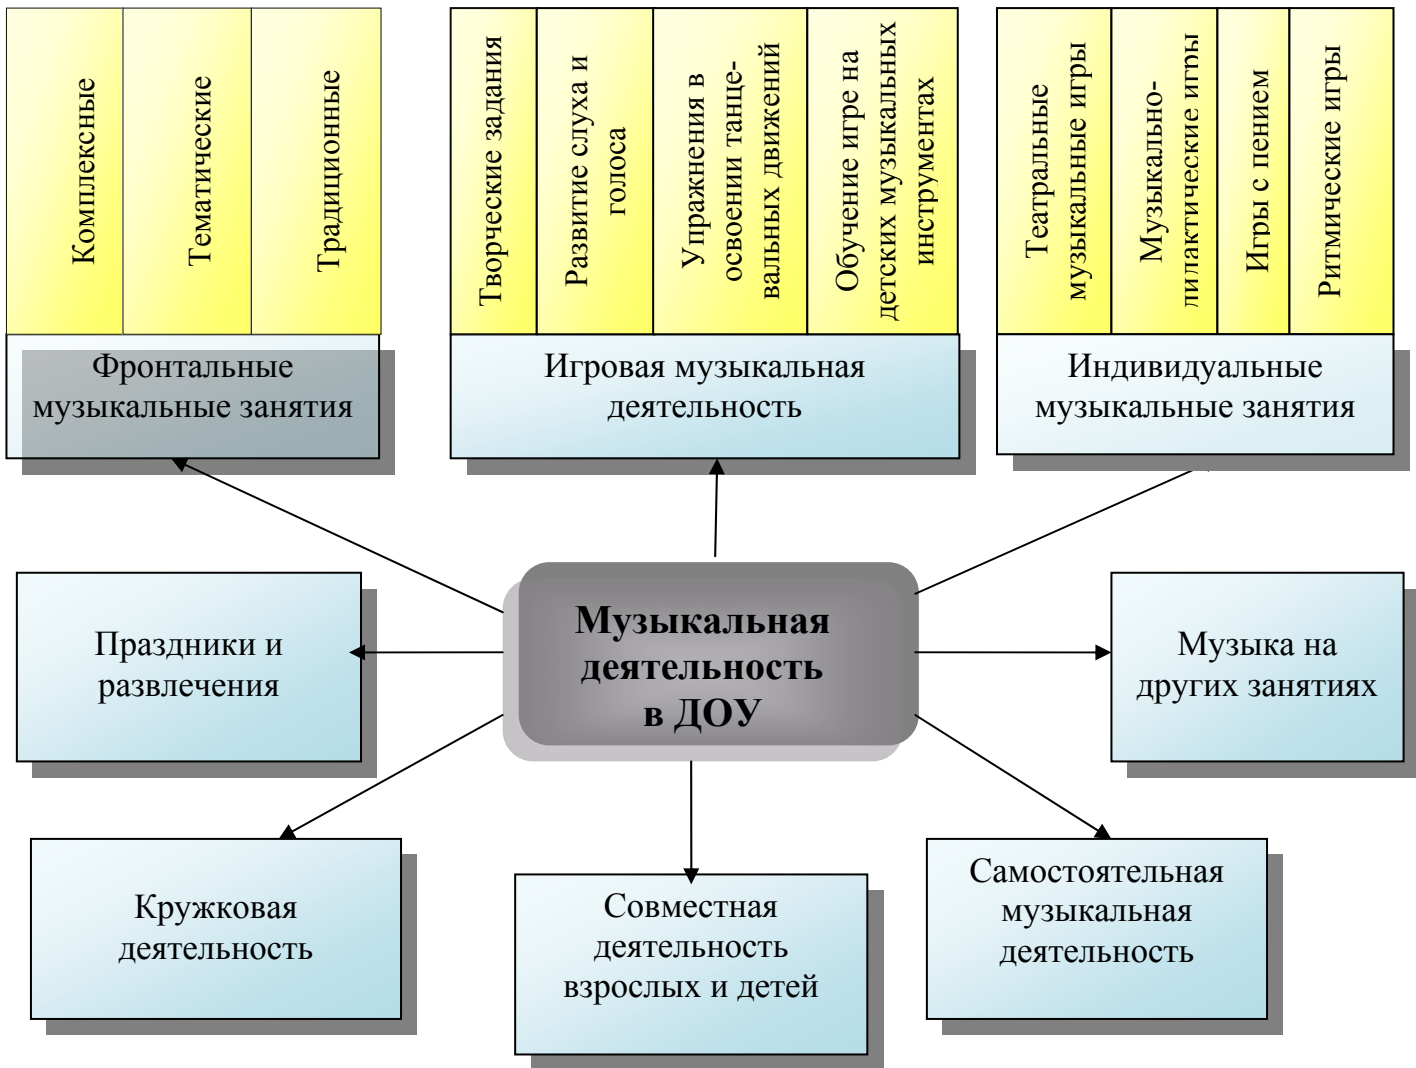 Комплексные
Тематические
Традиционные
Творческие задания
Развитие слуха и
голоса
Упражнения в
освоении танце-
вальных движений
Обучение игре на
детских музыкальных
инструментах
Театральные
музыкальные игры
Музыкально-
дидактические игры
Игры с пением
Ритмические игры
Фронтальные
музыкальные занятия
Игровая музыкальная
деятельность
Индивидуальные
музыкальные занятия
Музыкальная
деятельность
в ДОУ
Праздники и
развлечения
Музыка на
других занятиях
Кружковая
деятельность
Совместная
деятельность
взрослых и детей
Самостоятельная
музыкальная
деятельность